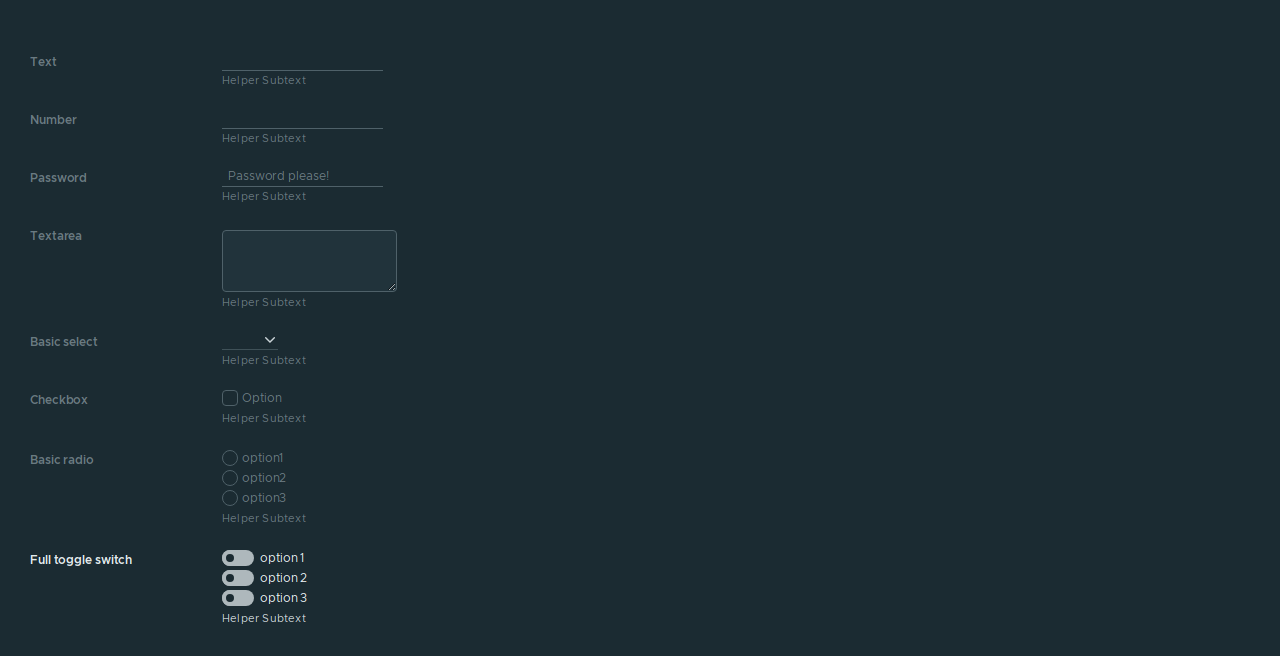 Text
Helper Subtext
Number
Helper Subtext
Password
Password please!
Helper Subtext
Textarea
Helper Subtext
Basic select
Helper Subtext
Checkbox
Option
Helper Subtext
Basic radio
option1
option2
option3
Helper Subtext
Full toggle switch
option 1
option 2
option 3
Helper Subtext